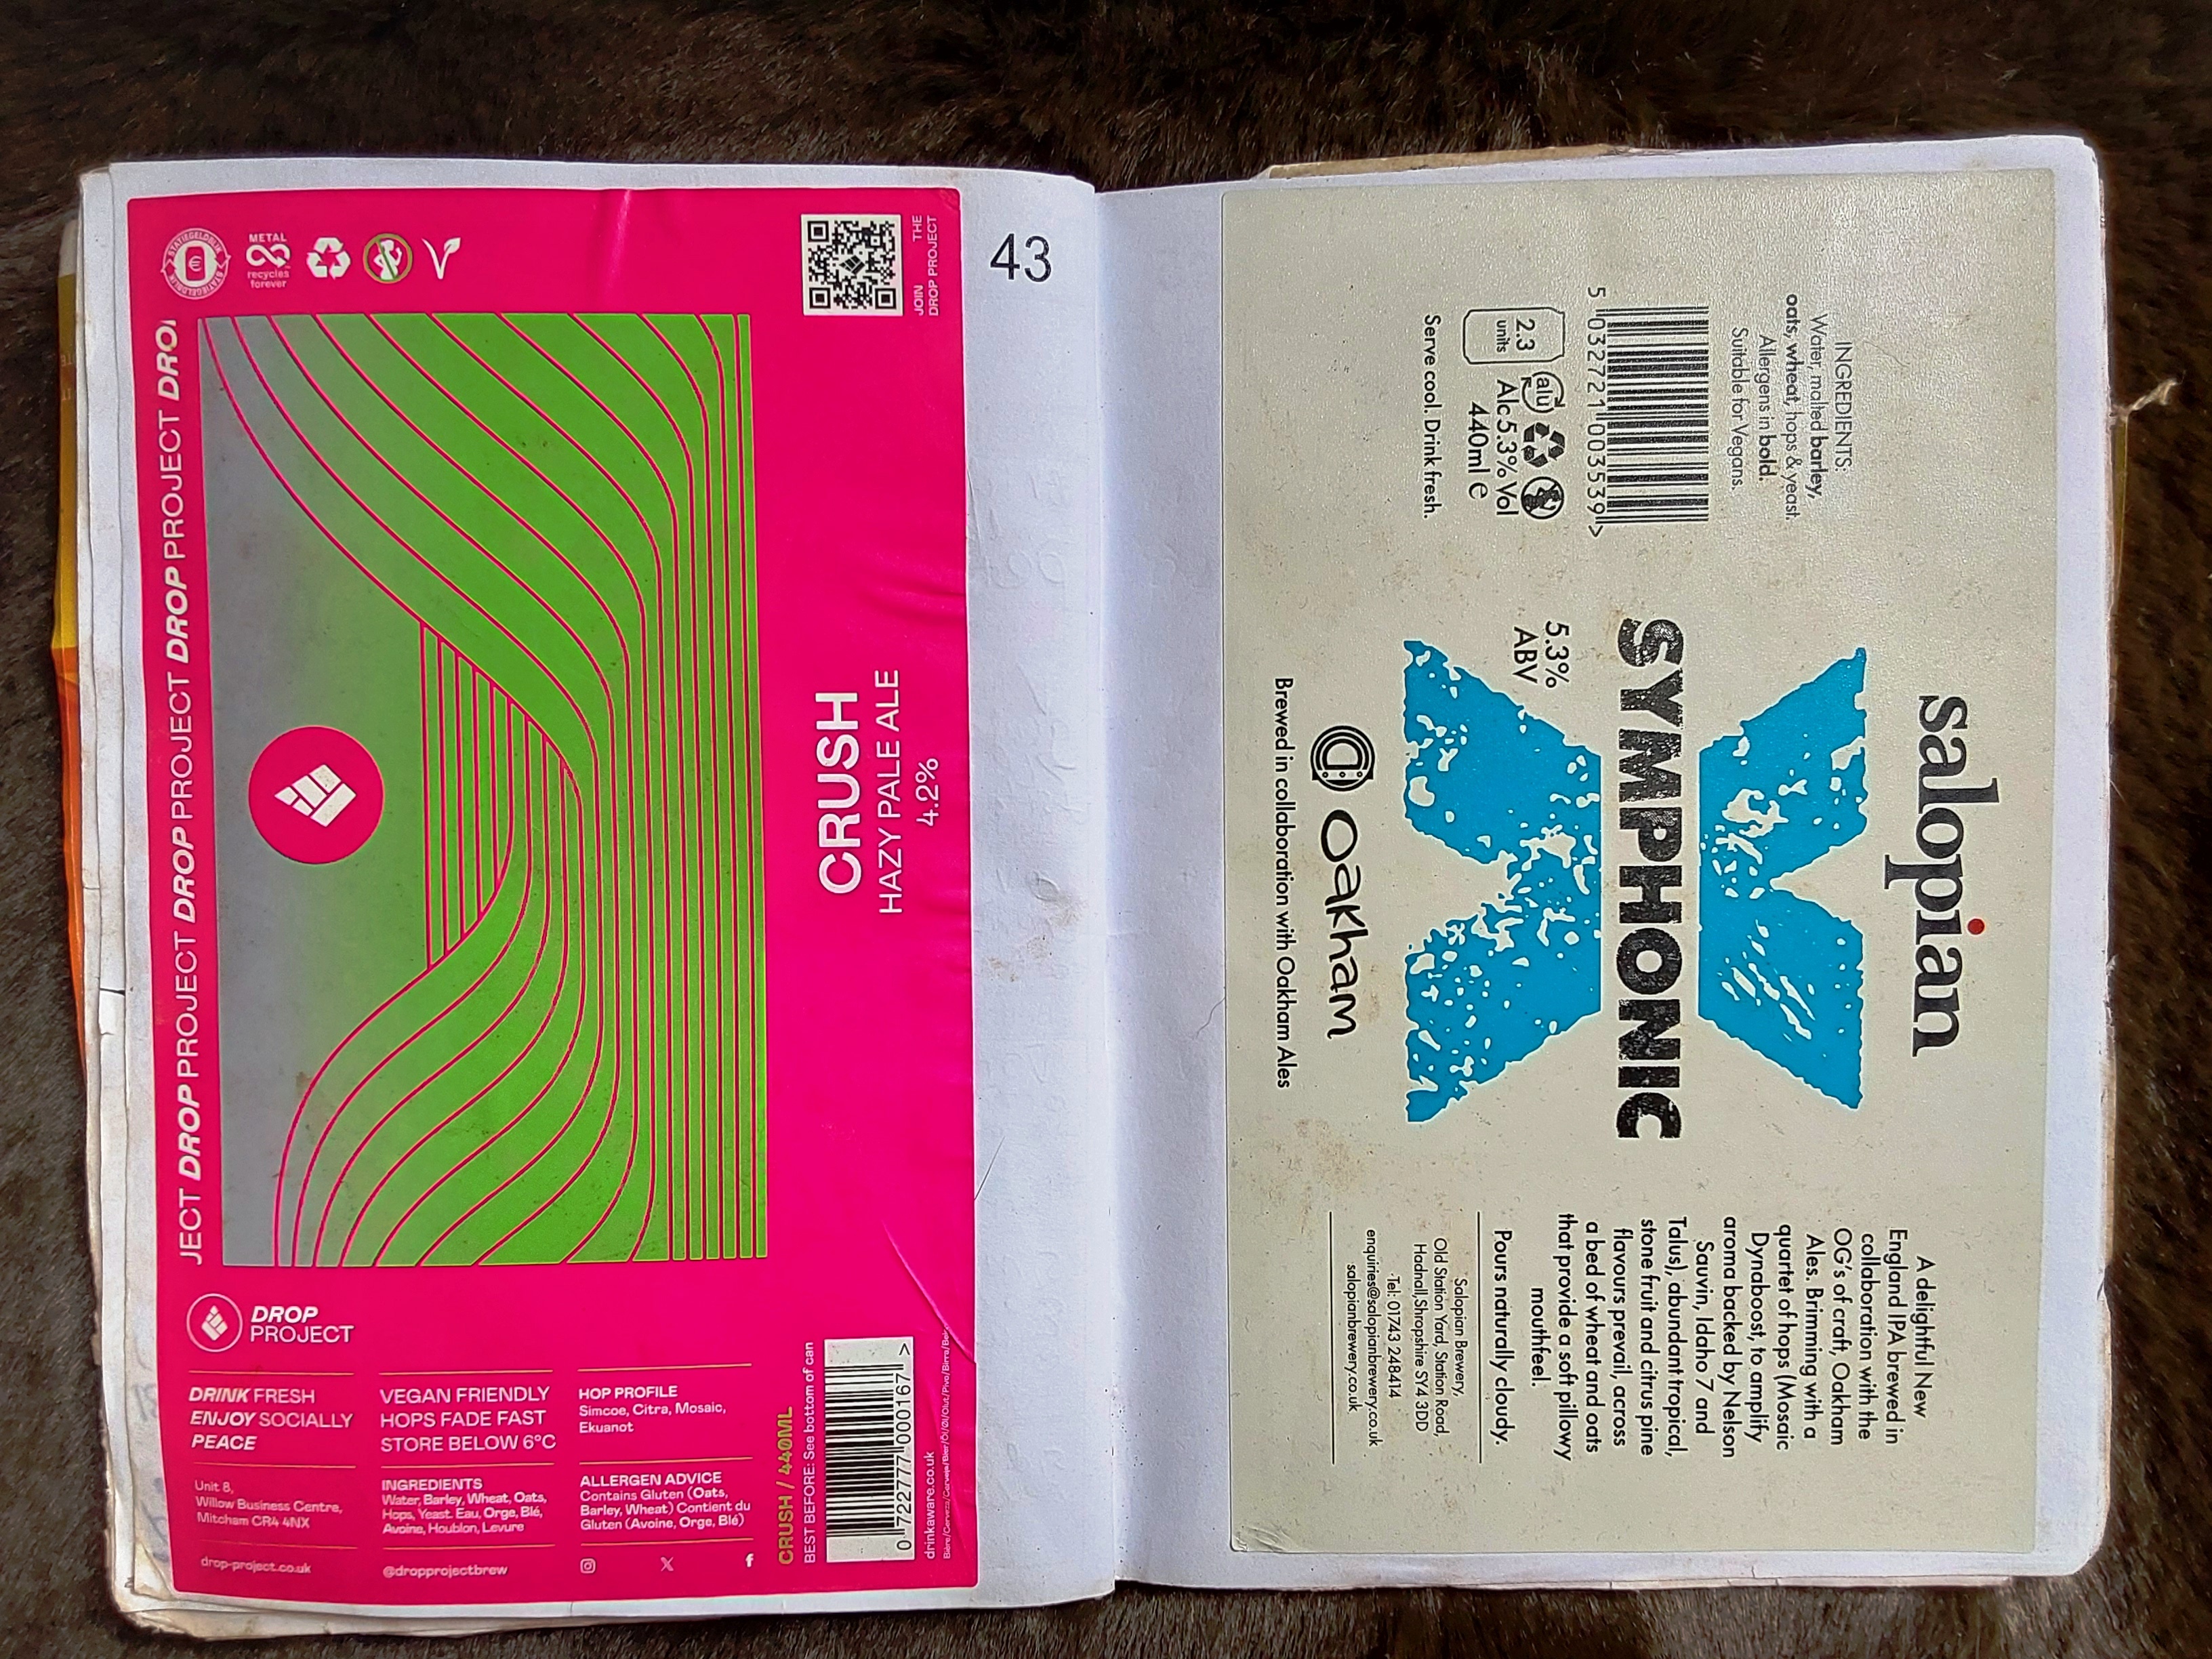 STATIEGELDBLIK
METAL
recycles
forever
JECT DROP PROJECT DROP PROJECT DROP PROJECT DROP PROJECT DROP PROJECT DROP
JOIN THE
DROP PROJECT
CRUSH
HAZY PALE ALE
4.2%
DROP
PROJECT
DRINK FRESH
ENJOY SOCIALLY
PEACE
Unit 8,
Willow Business Centre,
Mitcham CR4 4NX
drop-project.co.uk
VEGAN FRIENDLY
HOPS FADE FAST
STORE BELOW 6°C
INGREDIENTS
Water, Barley, Wheat, Oats,
Hops, Yeast. Eau, Orge, Blé,
Avoine, Houblon, Levure
@dropprojectbrew
HOP PROFILE
Simcoe, Citra, Mosaic,
Ekuanot
ALLERGEN ADVICE
Contains Gluten (Oats,
Barley, Wheat) Contient du
Gluten (Avoine, Orge, Blé)
CRUSH / 440ML
BEST BEFORE: See bottom of can
0 722777 000167 >
drinkaware.co.uk
43
INGREDIENTS:
Water, malted barley,
oats, wheat, hops & yeast.
Allergens in bold.
Suitable for Vegans.
5 032721 003539 >
2.3
units
alu
Alc 5.3% Vol
440ml e
Serve cool. Drink fresh.
salopian
SYMPHONIC
5.3%
ABV
Oakham
Brewed in collaboration with Oakham Ales
A delightful New
England IPA brewed in
collaboration with the
OG's of craft, Oakham
Ales. Brimming with a
quartet of hops (Mosaic
Dynaboost, to amplify
aroma backed by Nelson
Sauvin, Idaho 7 and
Talus), abundant tropical,
stone fruit and citrus pine
flavours prevail, across
a bed of wheat and oats
that provide a soft pillowy
mouthfeel.
Pours naturally cloudy.
Salopian Brewery,
Old Station Yard, Station Road,
Hadnall, Shropshire SY4 3DD
Tel: 01743 248414
enquiries@salopianbrewery.co.uk
salopianbrewery.co.uk